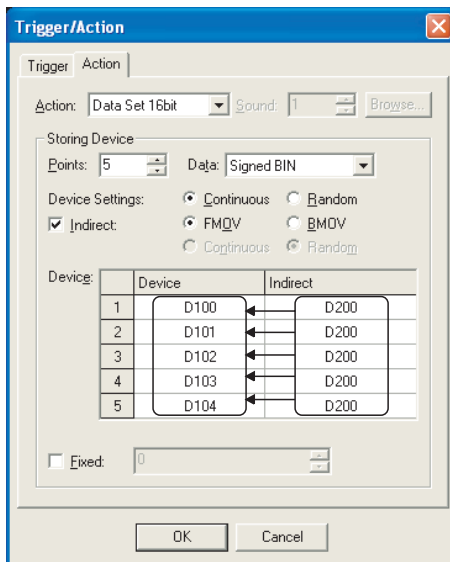 Trigger/Action
Trigger Action
Action: Data Set 16bit Sound: 1 Browse...
Storing Device
Points: 5 Data: Signed BIN
Device Settings: Continuous Random
Indirect: FMOV BMOV
Continuous Random
Device: Device Indirect
1 D100 D200
2 D101 D200
3 D102 D200
4 D103 D200
5 D104 D200
Fixed: 0
OK Cancel